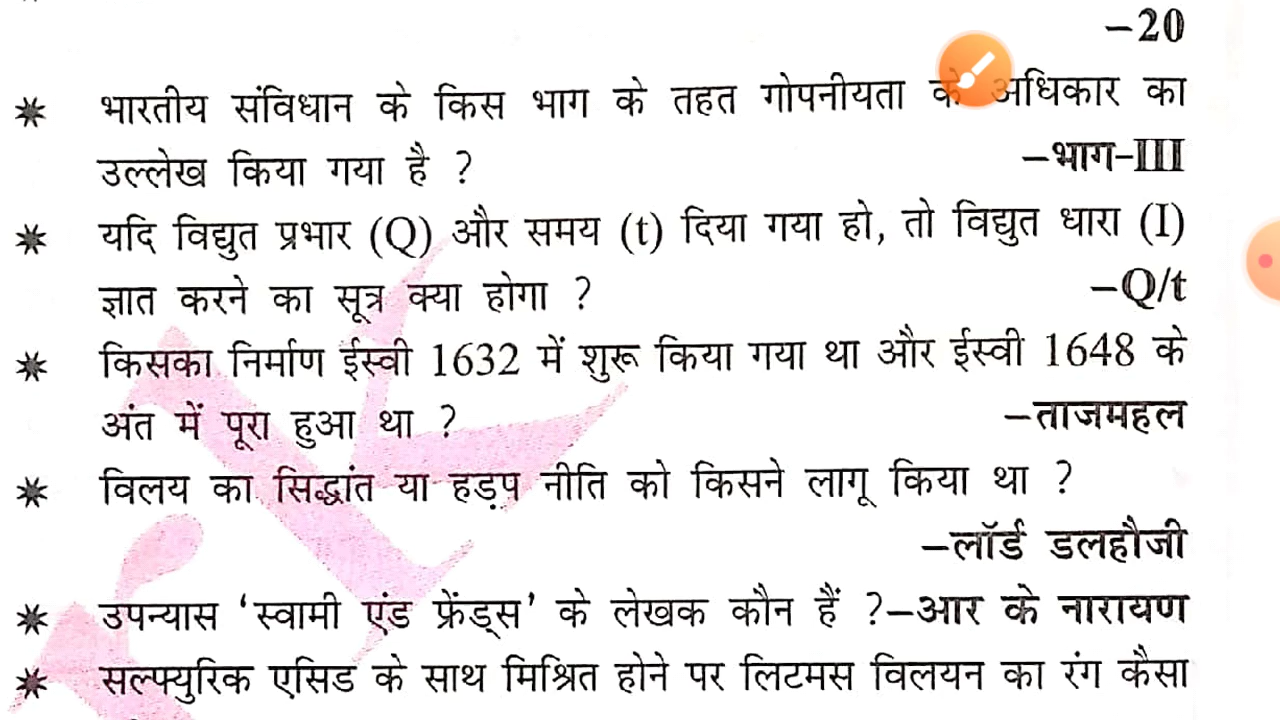 –20
✷ भारतीय संविधान के किस भाग के तहत गोपनीयता के अधिकार का
उल्लेख किया गया है ? –भाग–III
✷ यदि विद्युत प्रभार (Q) और समय (t) दिया गया हो, तो विद्युत धारा (I)
ज्ञात करने का सूत्र क्या होगा ? –Q/t
✷ किसका निर्माण ईस्वी 1632 में शुरू किया गया था और ईस्वी 1648 के
अंत में पूरा हुआ था ? –ताजमहल
✷ विलय का सिद्धांत या हड़प नीति को किसने लागू किया था ?
–लॉर्ड डलहौजी
✷ उपन्यास ‘स्वामी एंड फ्रेंड्स’ के लेखक कौन हैं ?–आर के नारायण
✷ सल्फ्युरिक एसिड के साथ मिश्रित होने पर लिटमस विलयन का रंग कैसा